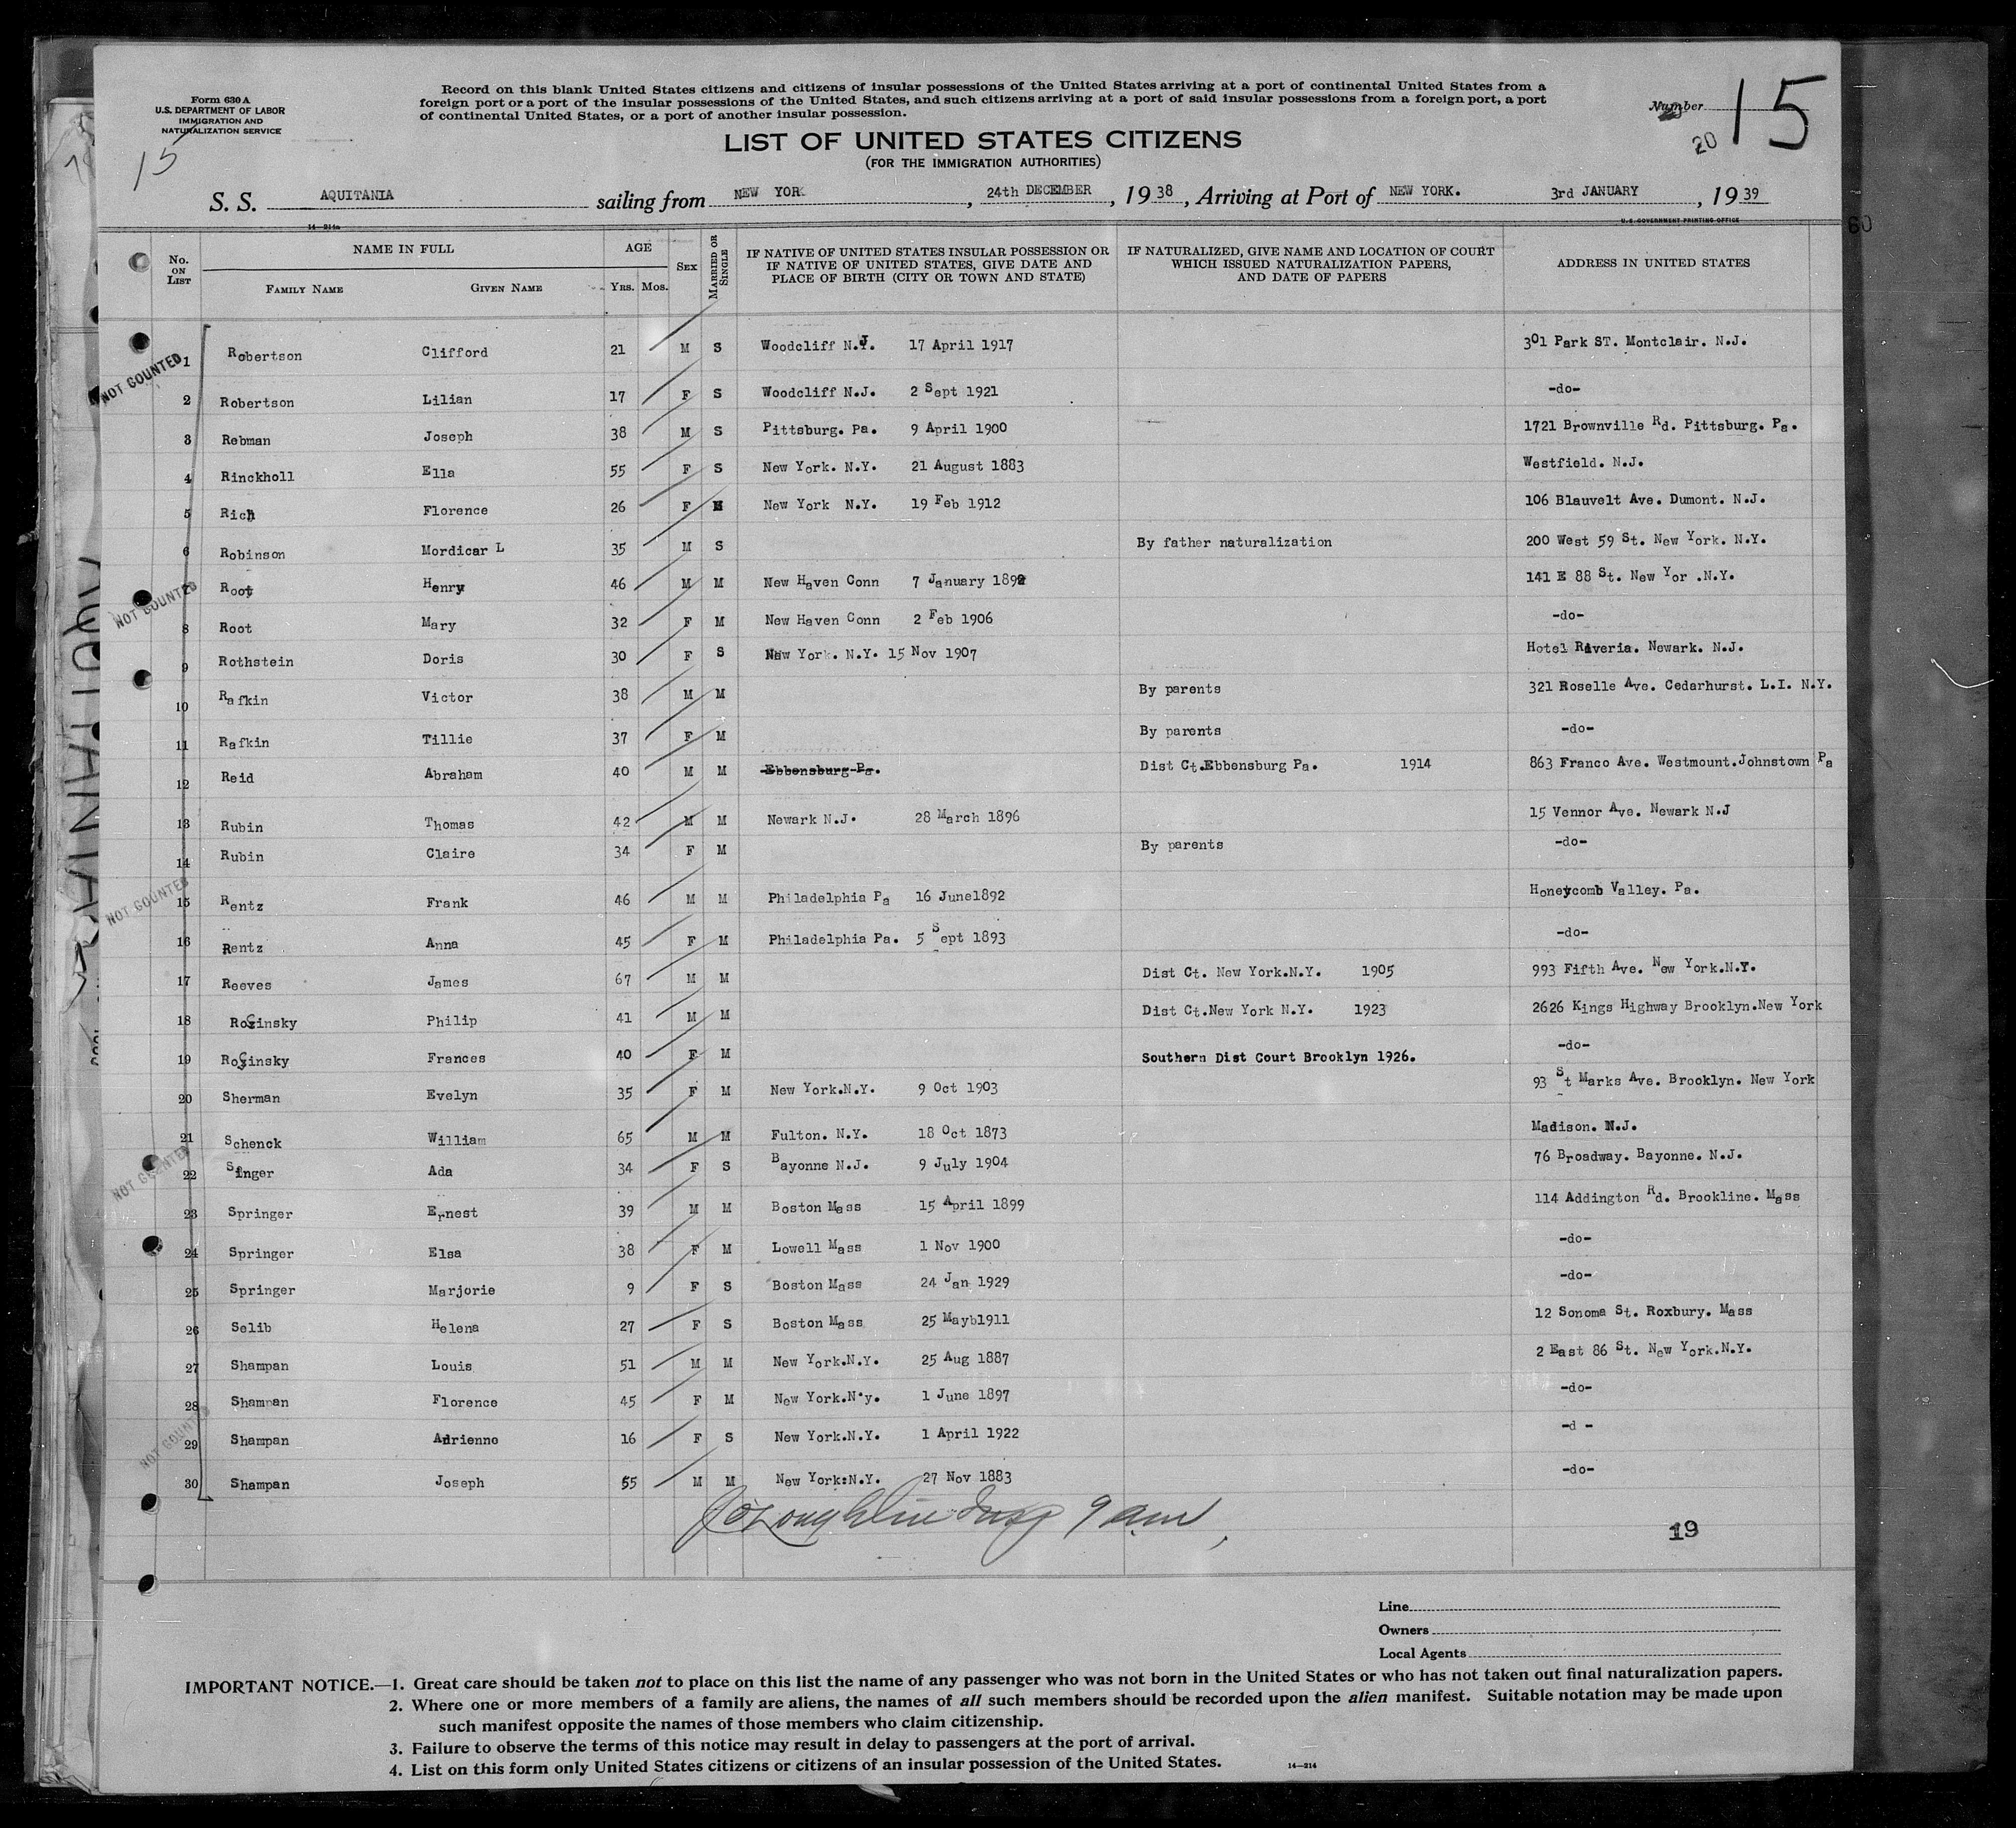 Form 630 A
U.S. DEPARTMENT OF LABOR
IMMIGRATION AND
NATURALIZATION SERVICE
15
Record on this blank United States citizens and citizens of insular possessions of the United States arriving at a port of continental United States from a
foreign port or a port of the insular possessions of the United States, and such citizens arriving at a port of said insular possessions from a foreign port, a port
of continental United States, or a port of another insular possession.
Number 15
20
LIST OF UNITED STATES CITIZENS
(FOR THE IMMIGRATION AUTHORITIES)
S. S. AQUITANIA sailing from NEW YORK, 24th DECEMBER, 1938, Arriving at Port of NEW YORK. 3rd JANUARY, 1939
14—214a U. S. GOVERNMENT PRINTING OFFICE
60
No. ON LIST NAME IN FULL FAMILY NAME GIVEN NAME AGE Yrs. Mos. SEX MARRIED OR SINGLE IF NATIVE OF UNITED STATES INSULAR POSSESSION OR IF NATIVE OF UNITED STATES, GIVE DATE AND PLACE OF BIRTH (CITY OR TOWN AND STATE) IF NATURALIZED, GIVE NAME AND LOCATION OF COURT WHICH ISSUED NATURALIZATION PAPERS, AND DATE OF PAPERS ADDRESS IN UNITED STATES
1 Robertson Clifford 21 M S Woodcliff N.J. 17 April 1917 301 Park ST. Montclair. N.J.
NOT COUNTED
2 Robertson Lilian 17 F S Woodcliff N.J. 2 Sept 1921 -do-
3 Rebman Joseph 38 M S Pittsburg. Pa. 9 April 1900 1721 Brownville Rd. Pittsburg. Pa.
4 Rinckholl Ella 55 F S New York. N.Y. 21 August 1883 Westfield. N.J.
5 Rich Florence 26 F M New York N.Y. 19 Feb 1912 106 Blauvelt Ave. Dumont. N.J.
6 Robinson Mordicar L 35 M S By father naturalization 200 West 59 St. New York. N.Y.
7 Root Henry 46 M M New Haven Conn 7 January 1892 141 E 88 St. New Yor .N.Y.
NOT COUNTED
8 Root Mary 32 F M New Haven Conn 2 Feb 1906 -do-
9 Rothstein Doris 30 F S New York. N.Y. 15 Nov 1907 Hotel Riveria. Newark. N.J.
10 Rafkin Victor 38 M M By parents 321 Roselle Ave. Cedarhurst. L.I. N.Y.
11 Rafkin Tillie 37 F M By parents -do-
12 Reid Abraham 40 M M Ebbensburg Pa. Dist Ct.Ebbensburg Pa. 1914 863 Franco Ave. Westmount.Johnstown Pa
13 Rubin Thomas 42 M M Newark N.J. 28 March 1896 15 Vennor Ave. Newark N.J
14 Rubin Claire 34 F M By parents -do-
NOT COUNTED
15 Rentz Frank 46 M M Philadelphia Pa 16 June1892 Honeycomb Valley. Pa.
16 Rentz Anna 45 F M Philadelphia Pa. 5 Sept 1893 -do-
17 Reeves James 67 M M Dist Ct. New York.N.Y. 1905 993 Fifth Ave. New York.N.Y.
18 Rosinsky Philip 41 M M Dist Ct.New York N.Y. 1923 2626 Kings Highway Brooklyn.New York
19 Rosinsky Frances 40 F M Southern Dist Court Brooklyn 1926. -do-
20 Sherman Evelyn 35 F M New York.N.Y. 9 Oct 1903 93 St Marks Ave. Brooklyn. New York
21 Schenck William 65 M M Fulton. N.Y. 18 Oct 1873 Madison. N.J.
NOT COUNTED
22 Singer Ada 34 F S Bayonne N.J. 9 July 1904 76 Broadway. Bayonne. N.J.
23 Springer Ernest 39 M M Boston Mass 15 April 1899 114 Addington Rd. Brookline. Mass
24 Springer Elsa 38 F M Lowell Mass 1 Nov 1900 -do-
25 Springer Marjorie 9 F S Boston Mass 24 Jan 1929 -do-
26 Selib Helena 27 F S Boston Mass 25 Mayb1911 12 Sonoma St. Roxbury. Mass
27 Shampan Louis 51 M M New York.N.Y. 25 Aug 1887 2 East 86 St. New York.N.Y.
28 Shampan Florence 45 F M New York.N'y. 1 June 1897 -do-
NOT COUNTED
29 Shampan Adrienne 16 F S New York.N.Y. 1 April 1922 -d -
30 Shampan Joseph 55 M M New York:N.Y. 27 Nov 1883 -do-
Insp 9 am
19
Line
Owners
Local Agents
IMPORTANT NOTICE.—1. Great care should be taken not to place on this list the name of any passenger who was not born in the United States or who has not taken out final naturalization papers.
2. Where one or more members of a family are aliens, the names of all such members should be recorded upon the alien manifest. Suitable notation may be made upon
such manifest opposite the names of those members who claim citizenship.
3. Failure to observe the terms of this notice may result in delay to passengers at the port of arrival.
4. List on this form only United States citizens or citizens of an insular possession of the United States.
14—214
AQUITANIA